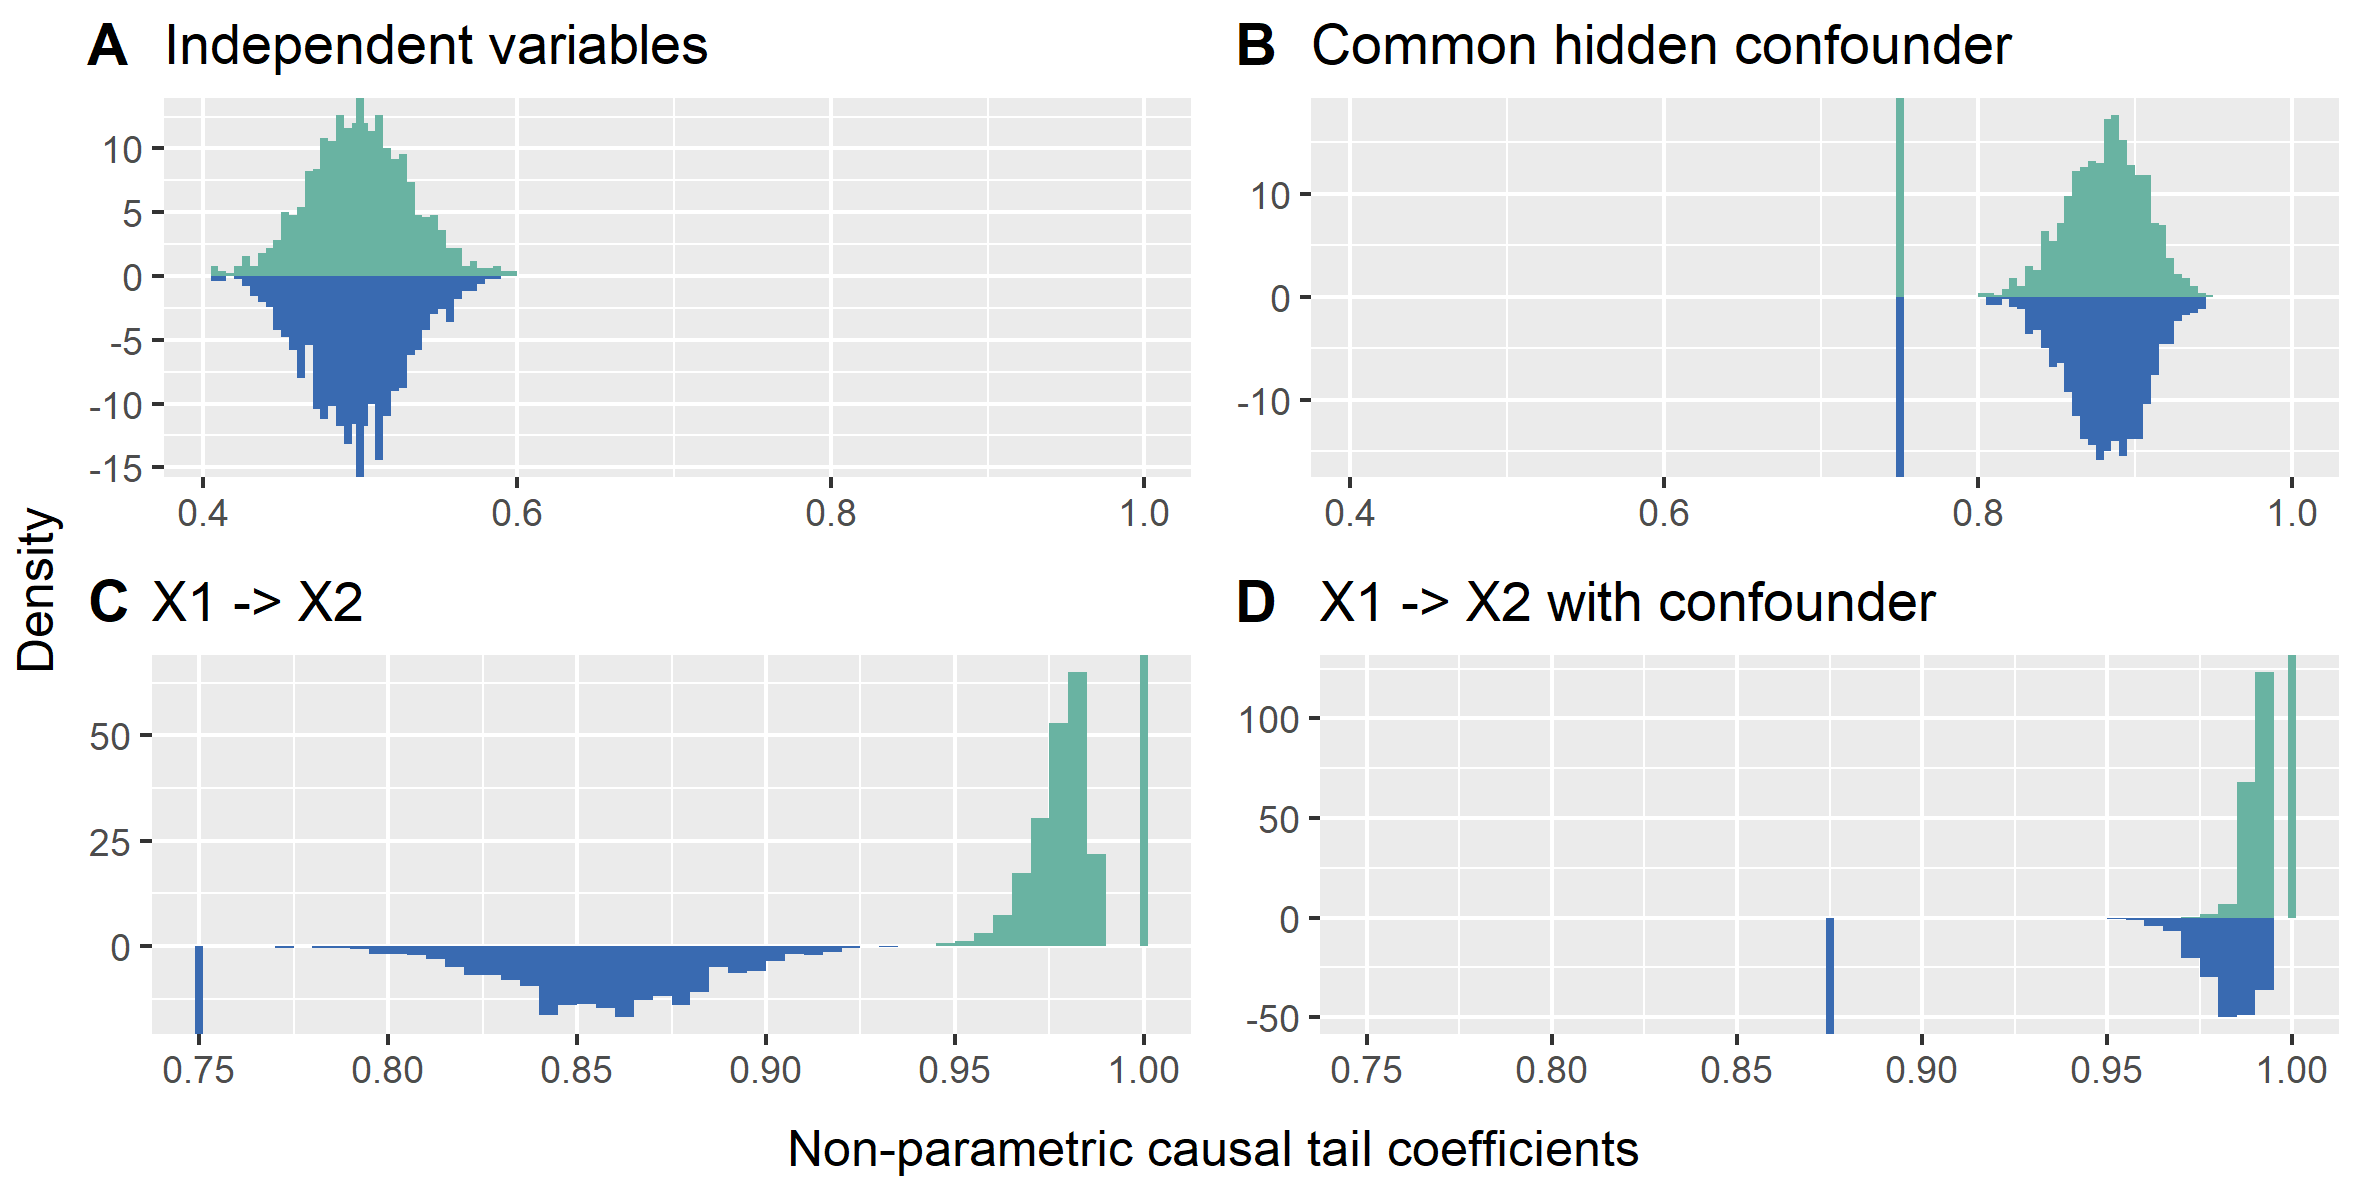 A Independent variables
10
5
0
-5
-10
-15
0.4 0.6 0.8 1.0
B Common hidden confounder
10
0
-10
0.4 0.6 0.8 1.0
Density
C X1 -> X2
50
25
0
0.75 0.80 0.85 0.90 0.95 1.00
D X1 -> X2 with confounder
100
50
0
-50
0.75 0.80 0.85 0.90 0.95 1.00
Non-parametric causal tail coefficients